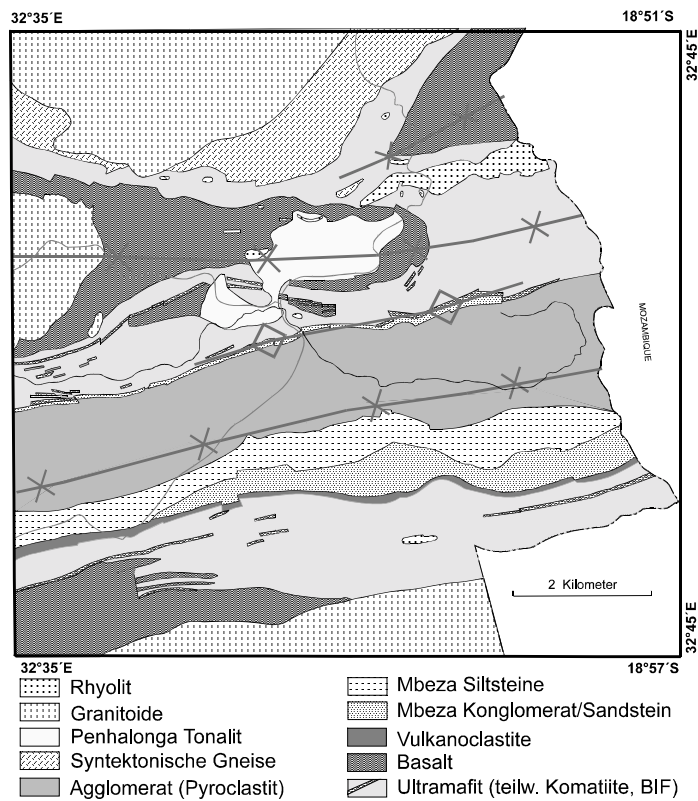 32°35´E
18°51´S
32°45´E
MOZAMBIQUE
2 Kilometer
32°45´E
32°35´E
18°57´S
Rhyolit
Granitoide
Penhalonga Tonalit
Syntektonische Gneise
Agglomerat (Pyroclastit)
Mbeza Siltsteine
Mbeza Konglomerat/Sandstein
Vulkanoclastite
Basalt
Ultramafit (teilw. Komatiite, BIF)